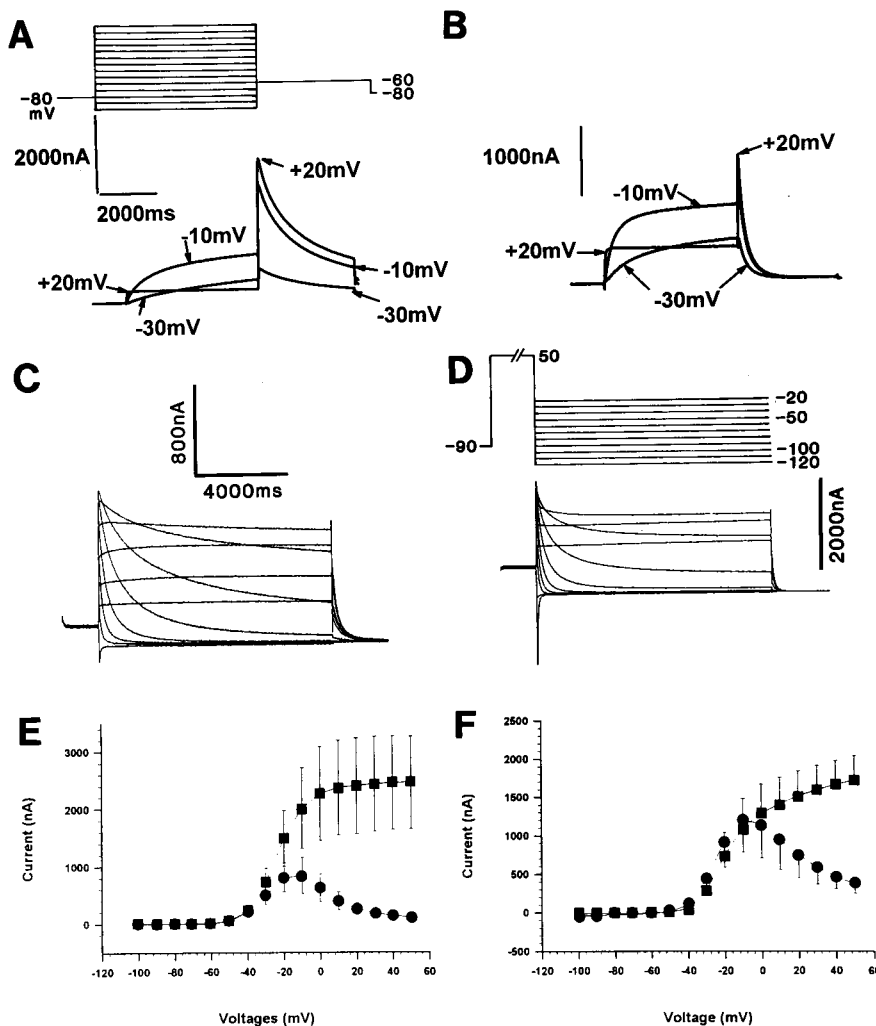 A
-80
mV
-60
-80
2000nA
2000ms
+20mV
-10mV
+20mV
-30mV
-10mV
-30mV
B
1000nA
+20mV
-10mV
+20mV
-30mV
C
800nA
4000ms
D
50
-90
-20
-50
-100
-120
2000nA
E
Current (nA)
3000
2000
1000
0
-120 -100 -80 -60 -40 -20 0 20 40 60
Voltages (mV)
F
Current (nA)
2500
2000
1500
1000
500
0
-500
-120 -100 -80 -60 -40 -20 0 20 40 60
Voltage (mV)